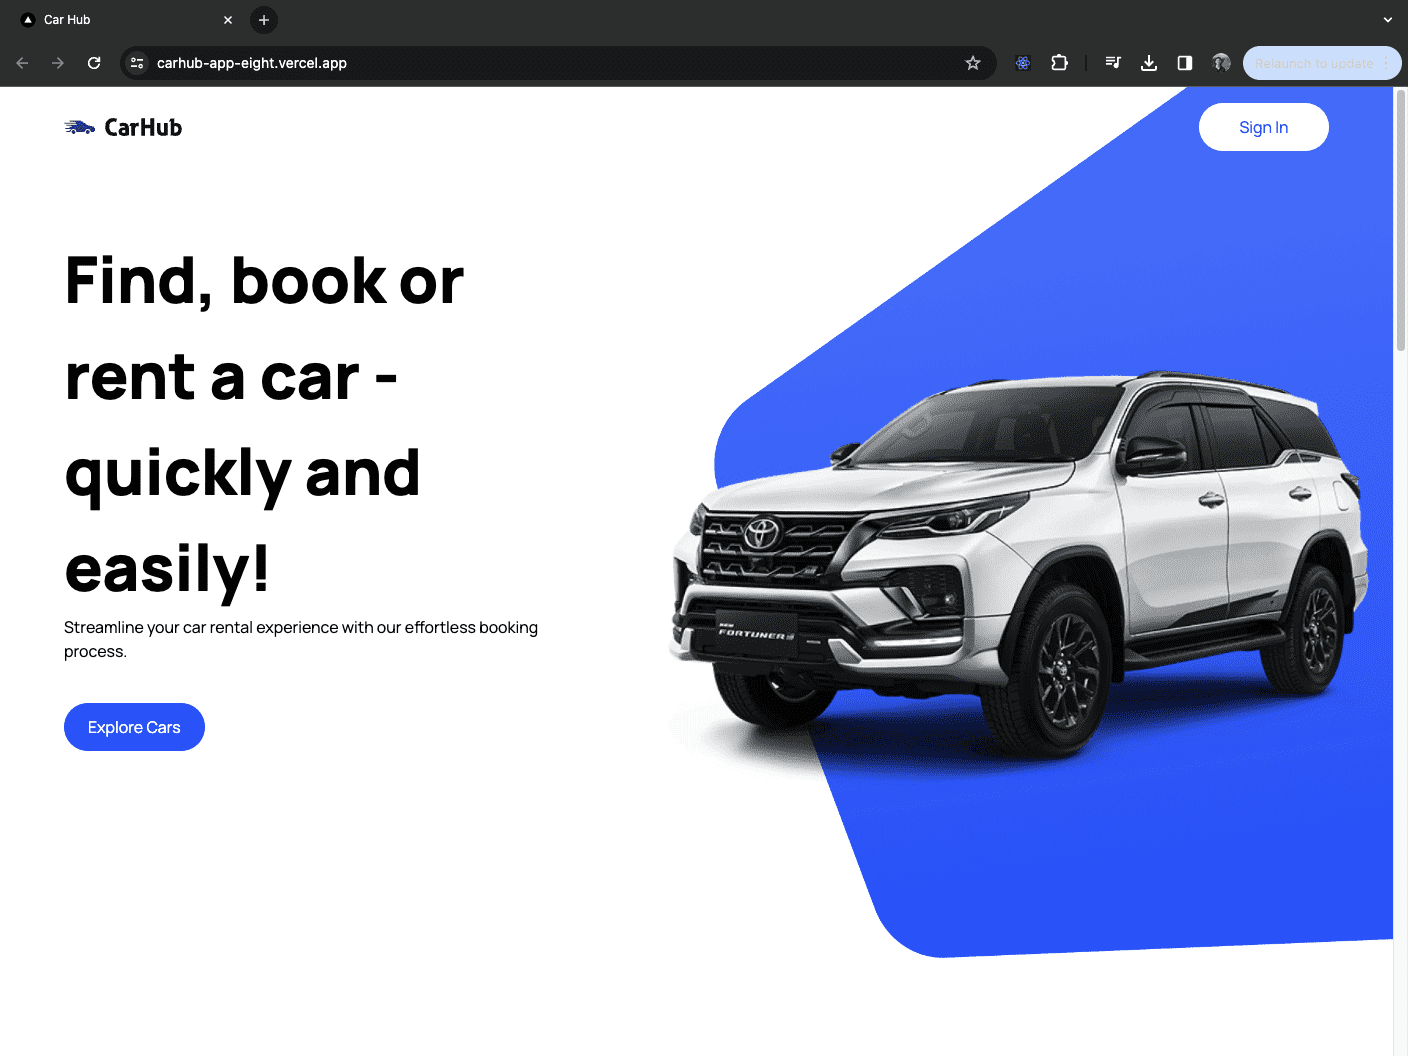 Car Hub
carhub-app-eight.vercel.app
Relaunch to update
CarHub
Sign In
Find, book or
rent a car -
quickly and
easily!
Streamline your car rental experience with our effortless booking
process.
Explore Cars
NEW
FORTUNER